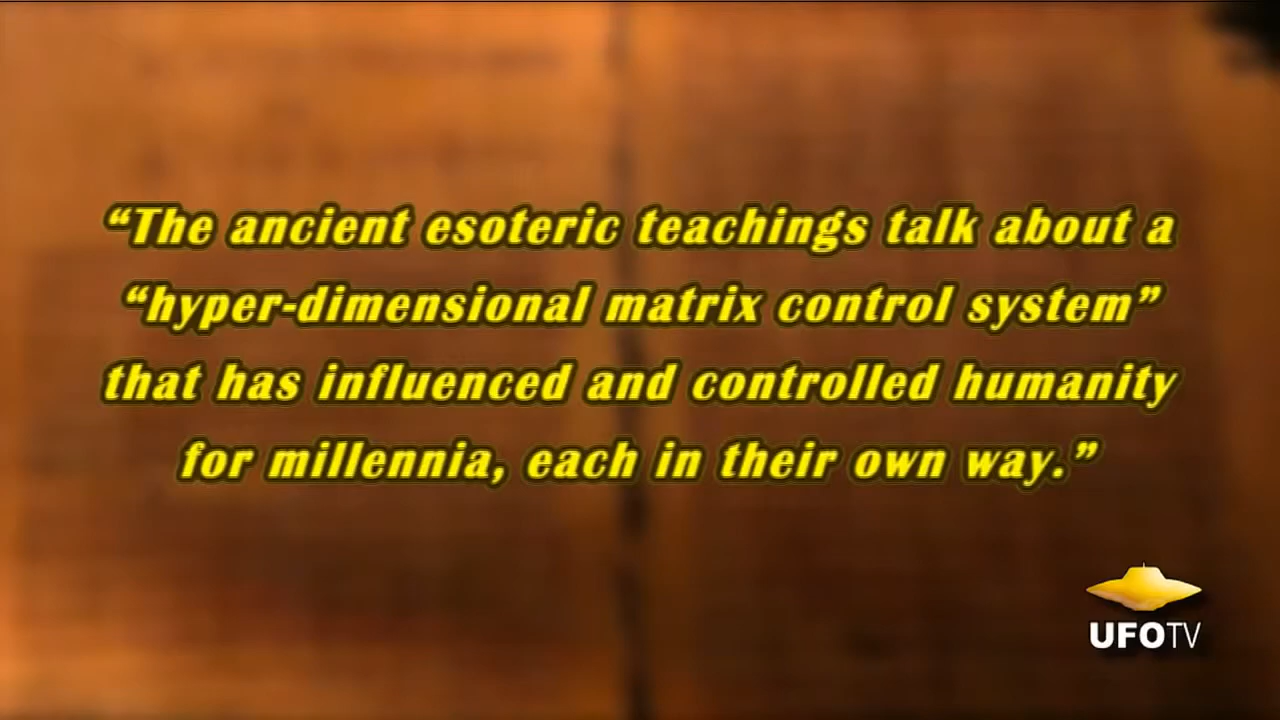 “The ancient esoteric teachings talk about a
“hyper-dimensional matrix control system”
that has influenced and controlled humanity
for millennia, each in their own way.”
UFOTV